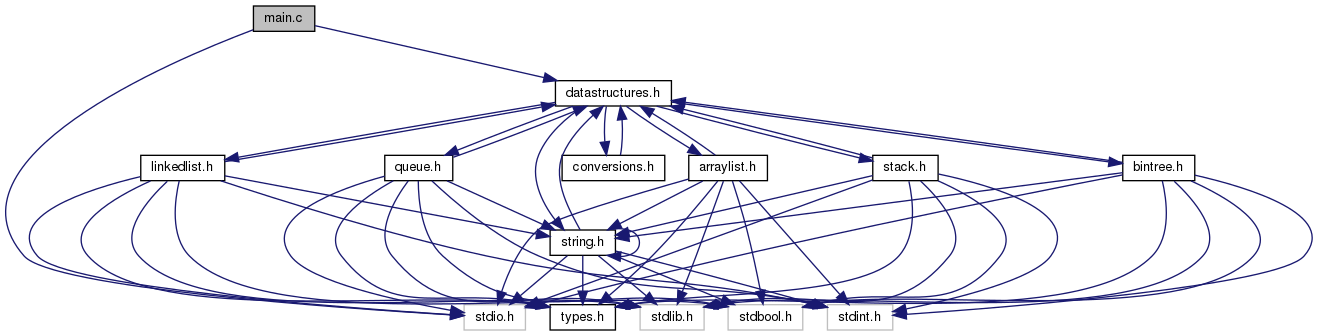 main.c
datastructures.h
linkedlist.h
queue.h
conversions.h
arraylist.h
stack.h
bintree.h
string.h
stdio.h
types.h
stdlib.h
stdbool.h
stdint.h